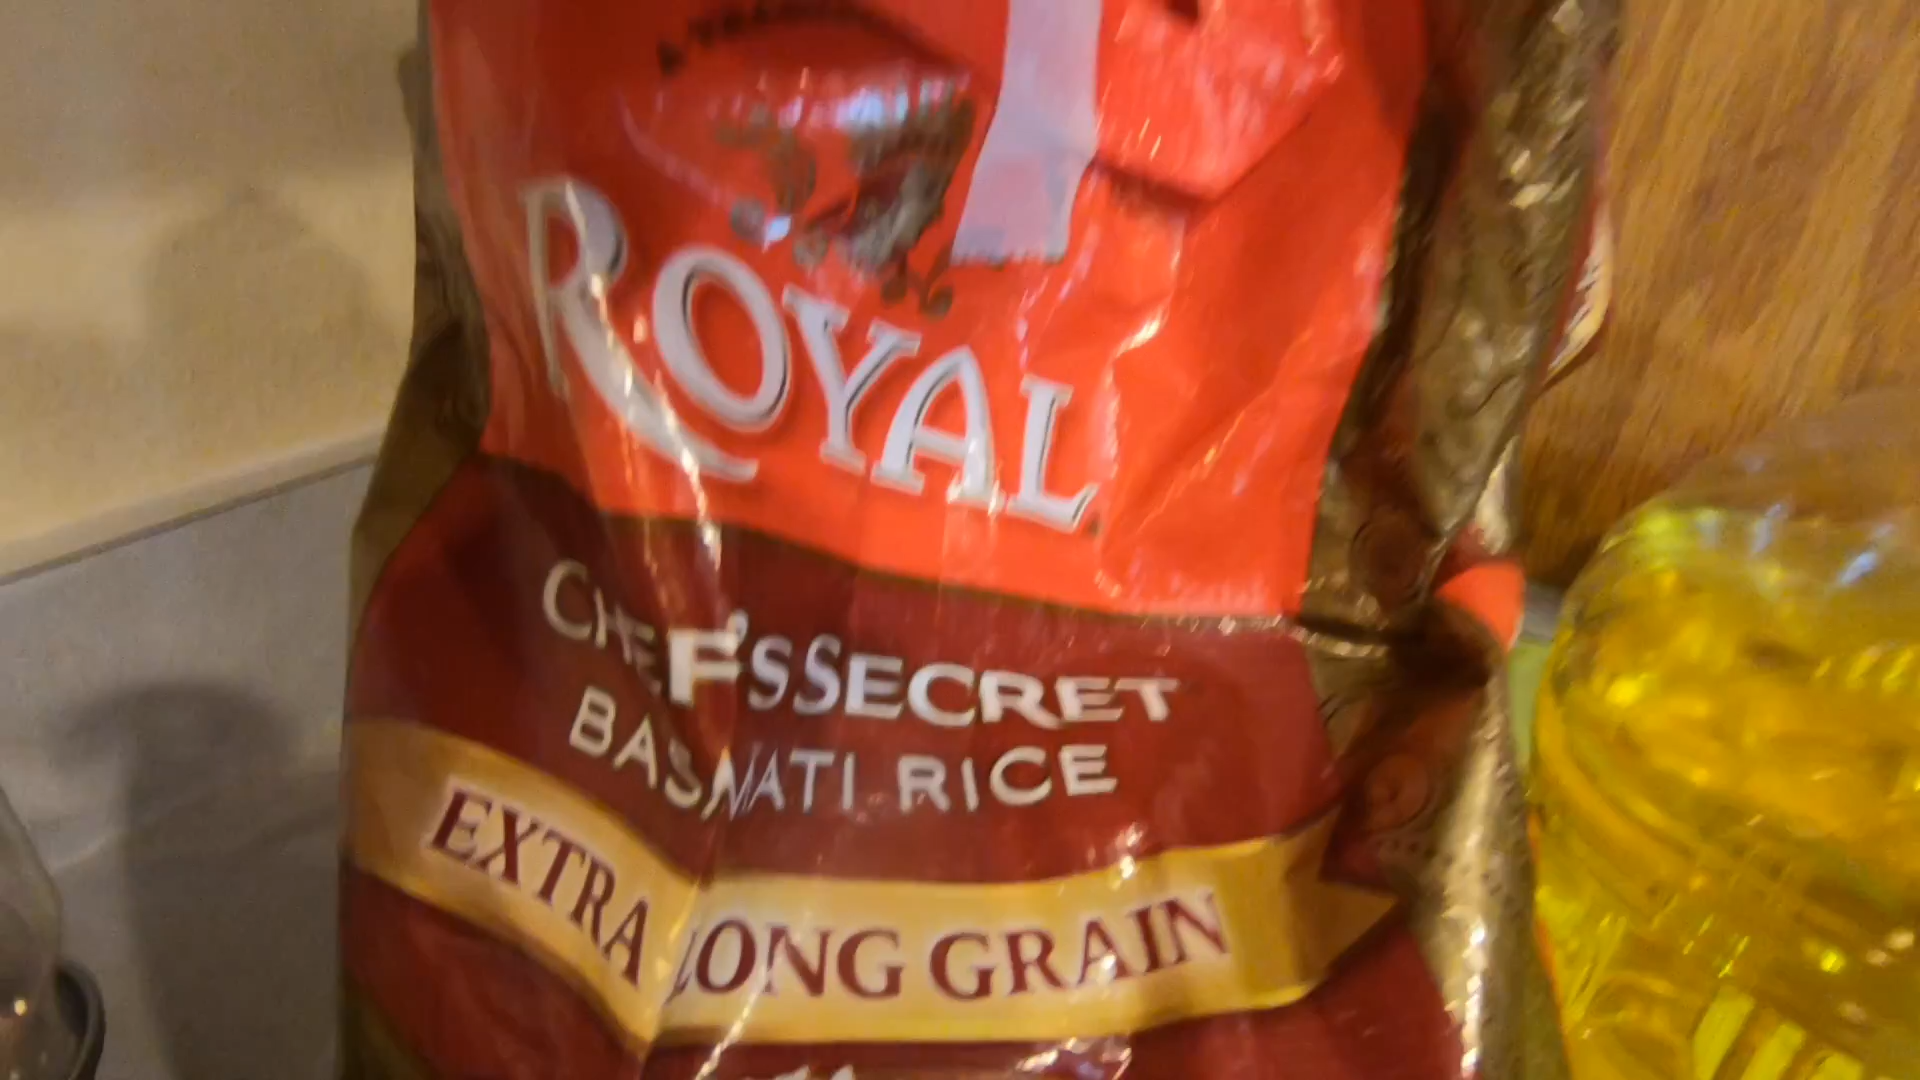 ROYAL
CHEF'S SECRET
BASMATI RICE
EXTRA LONG GRAIN